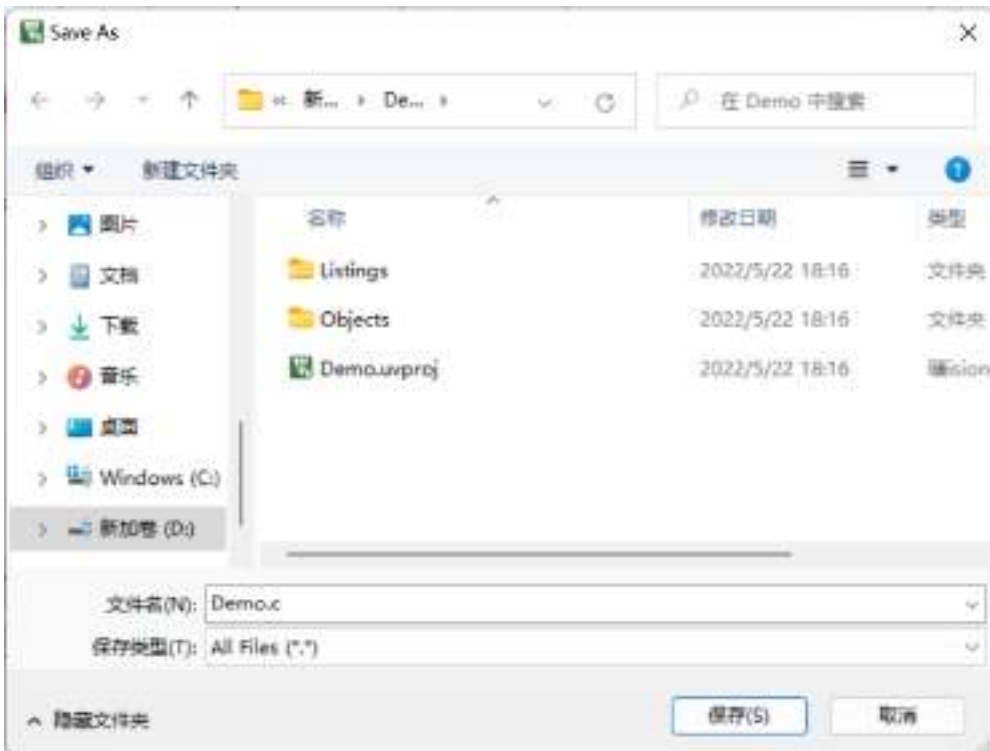 Save As
新... De...
在 Demo 中搜索
组织 新建文件夹
名称 修改日期 类型
图片
文档
下载
音乐
桌面
Windows (C:)
新加卷 (D:)
Listings 2022/5/22 18:16 文件夹
Objects 2022/5/22 18:16 文件夹
Demo.uvproj 2022/5/22 18:16
文件名(N): Demo.c
保存类型(T): All Files (*.*)
隐藏文件夹 保存(S) 取消